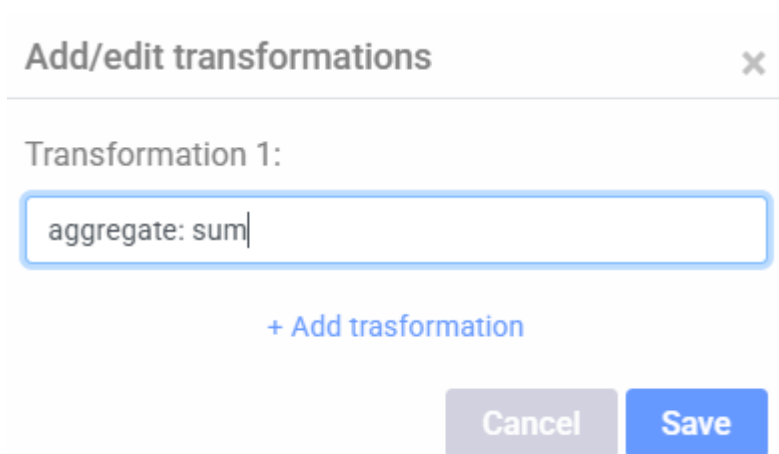 Add/edit transformations ×
Transformation 1:
aggregate: sum
+ Add trasformation
Cancel Save